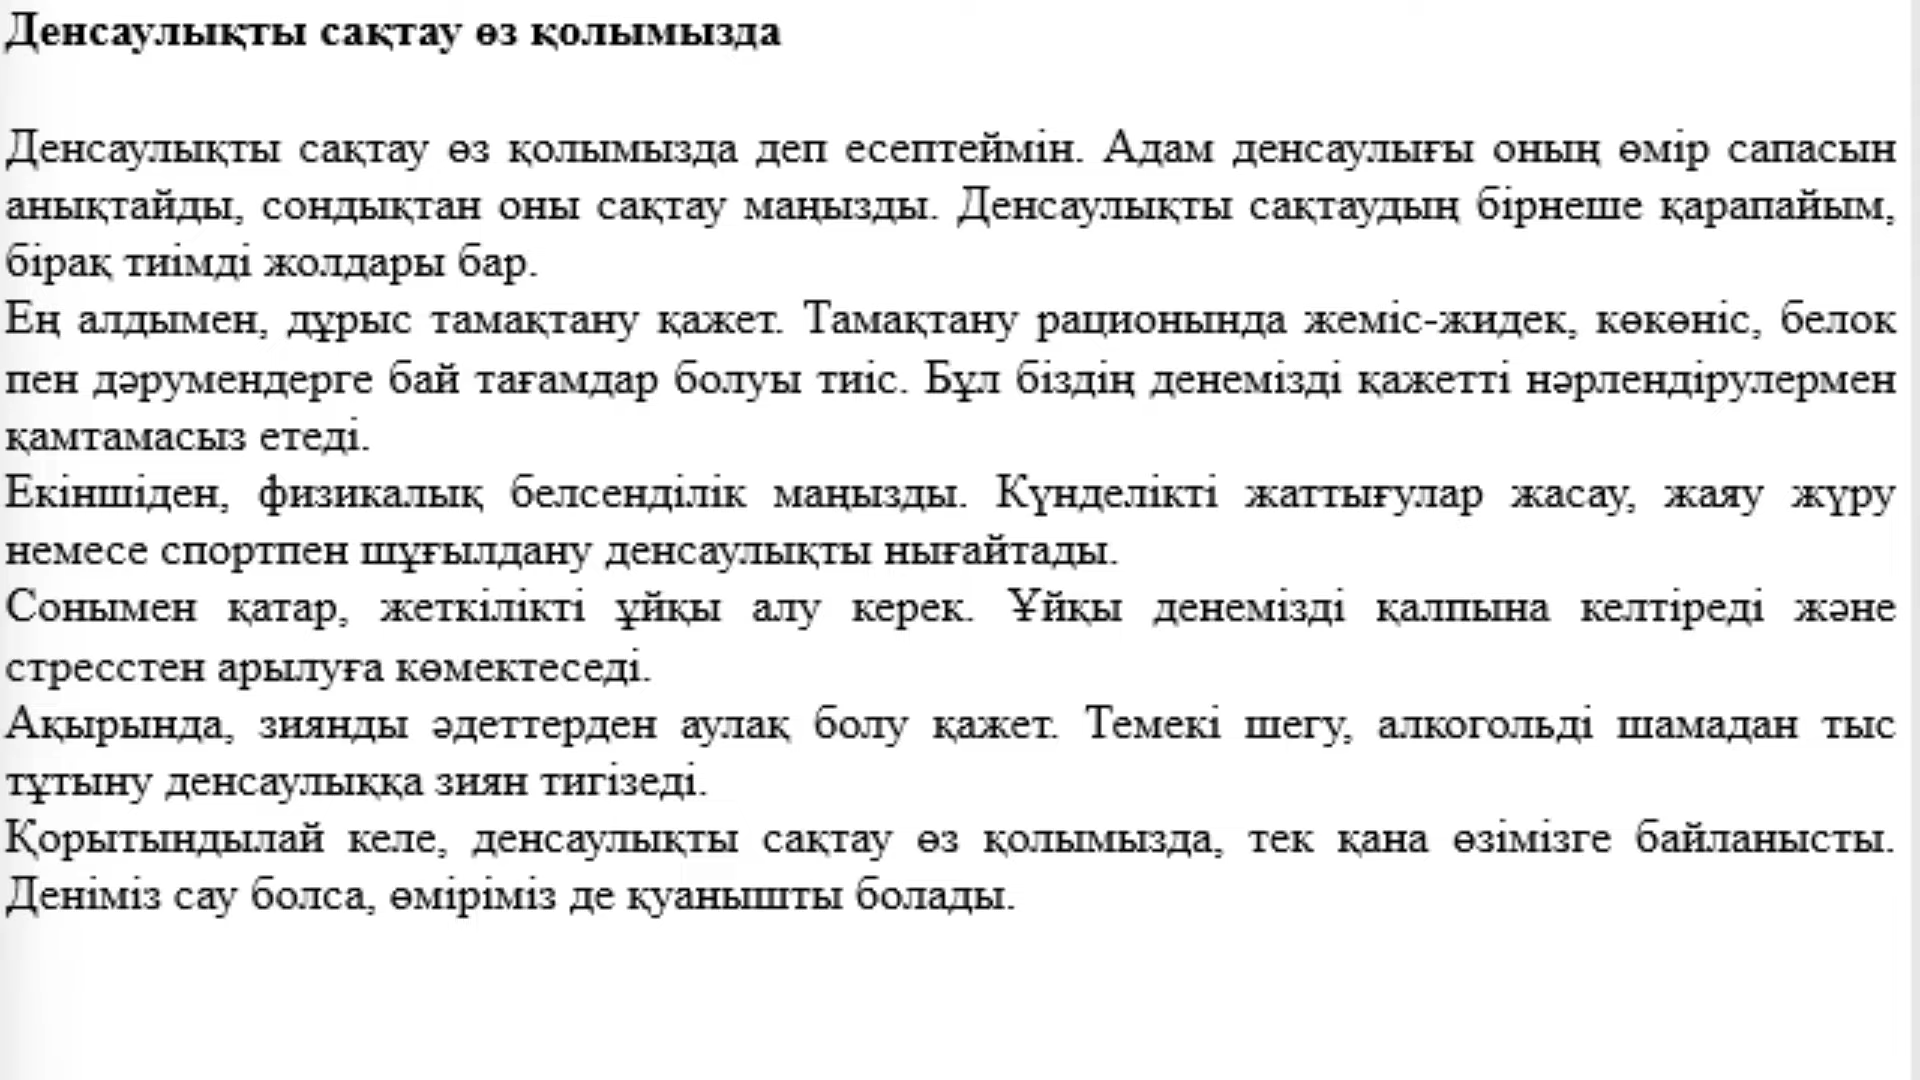 Денсаулықты сақтау өз қолымызда
Денсаулықты сақтау өз қолымызда деп есептеймін. Адам денсаулығы оның өмір сапасын
анықтайды, сондықтан оны сақтау маңызды. Денсаулықты сақтаудың бірнеше қарапайым,
бірақ тиімді жолдары бар.
Ең алдымен, дұрыс тамақтану қажет. Тамақтану рационында жеміс-жидек, көкөніс, белок
пен дәрумендерге бай тағамдар болуы тиіс. Бұл біздің денемізді қажетті нәрлендірулермен
қамтамасыз етеді.
Екіншіден, физикалық белсенділік маңызды. Күнделікті жаттығулар жасау, жаяу жүру
немесе спортпен шұғылдану денсаулықты нығайтады.
Сонымен қатар, жеткілікті ұйқы алу керек. Ұйқы денемізді қалпына келтіреді және
стресстен арылуға көмектеседі.
Ақырында, зиянды әдеттерден аулақ болу қажет. Темекі шегу, алкогольді шамадан тыс
тұтыну денсаулыққа зиян тигізеді.
Қорытындылай келе, денсаулықты сақтау өз қолымызда, тек қана өзімізге байланысты.
Деніміз сау болса, өміріміз де қуанышты болады.